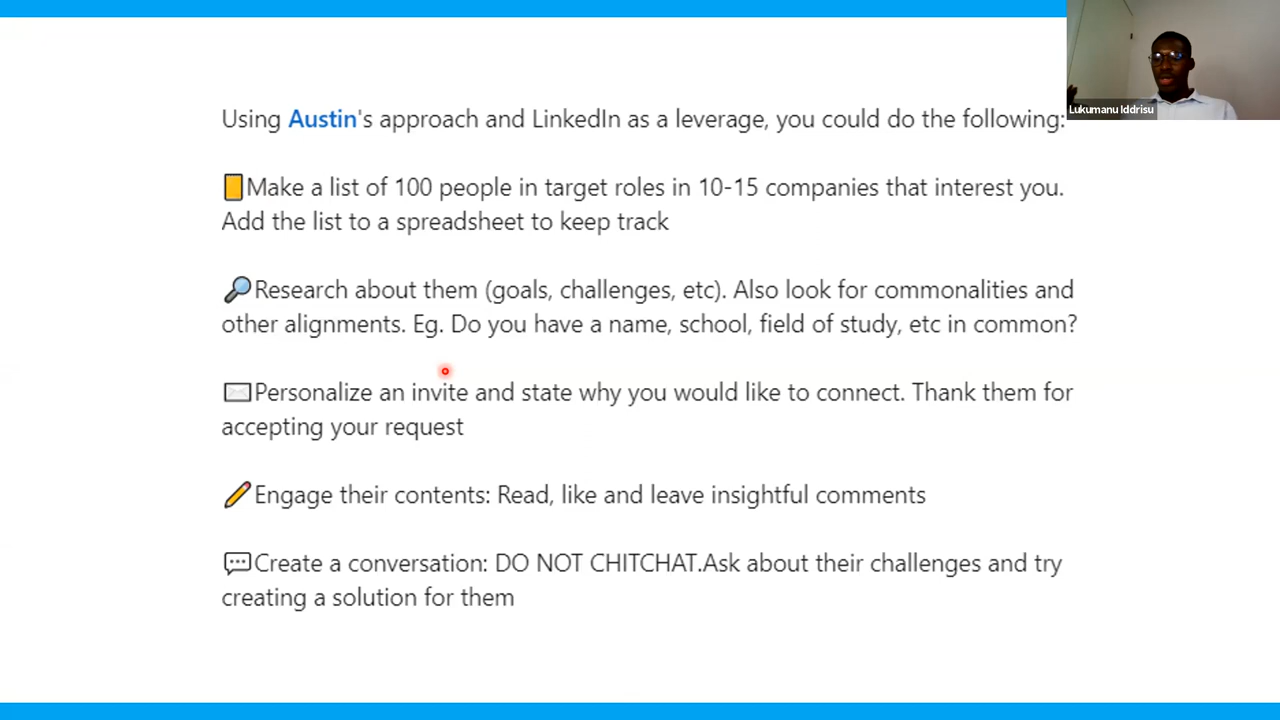 Using Austin's approach and LinkedIn as a leverage, you could do the following:
Lukumanu Iddrisu
📒Make a list of 100 people in target roles in 10-15 companies that interest you.
Add the list to a spreadsheet to keep track
🔎Research about them (goals, challenges, etc). Also look for commonalities and
other alignments. Eg. Do you have a name, school, field of study, etc in common?
✉️Personalize an invite and state why you would like to connect. Thank them for
accepting your request
✏️Engage their contents: Read, like and leave insightful comments
💬Create a conversation: DO NOT CHITCHAT.Ask about their challenges and try
creating a solution for them